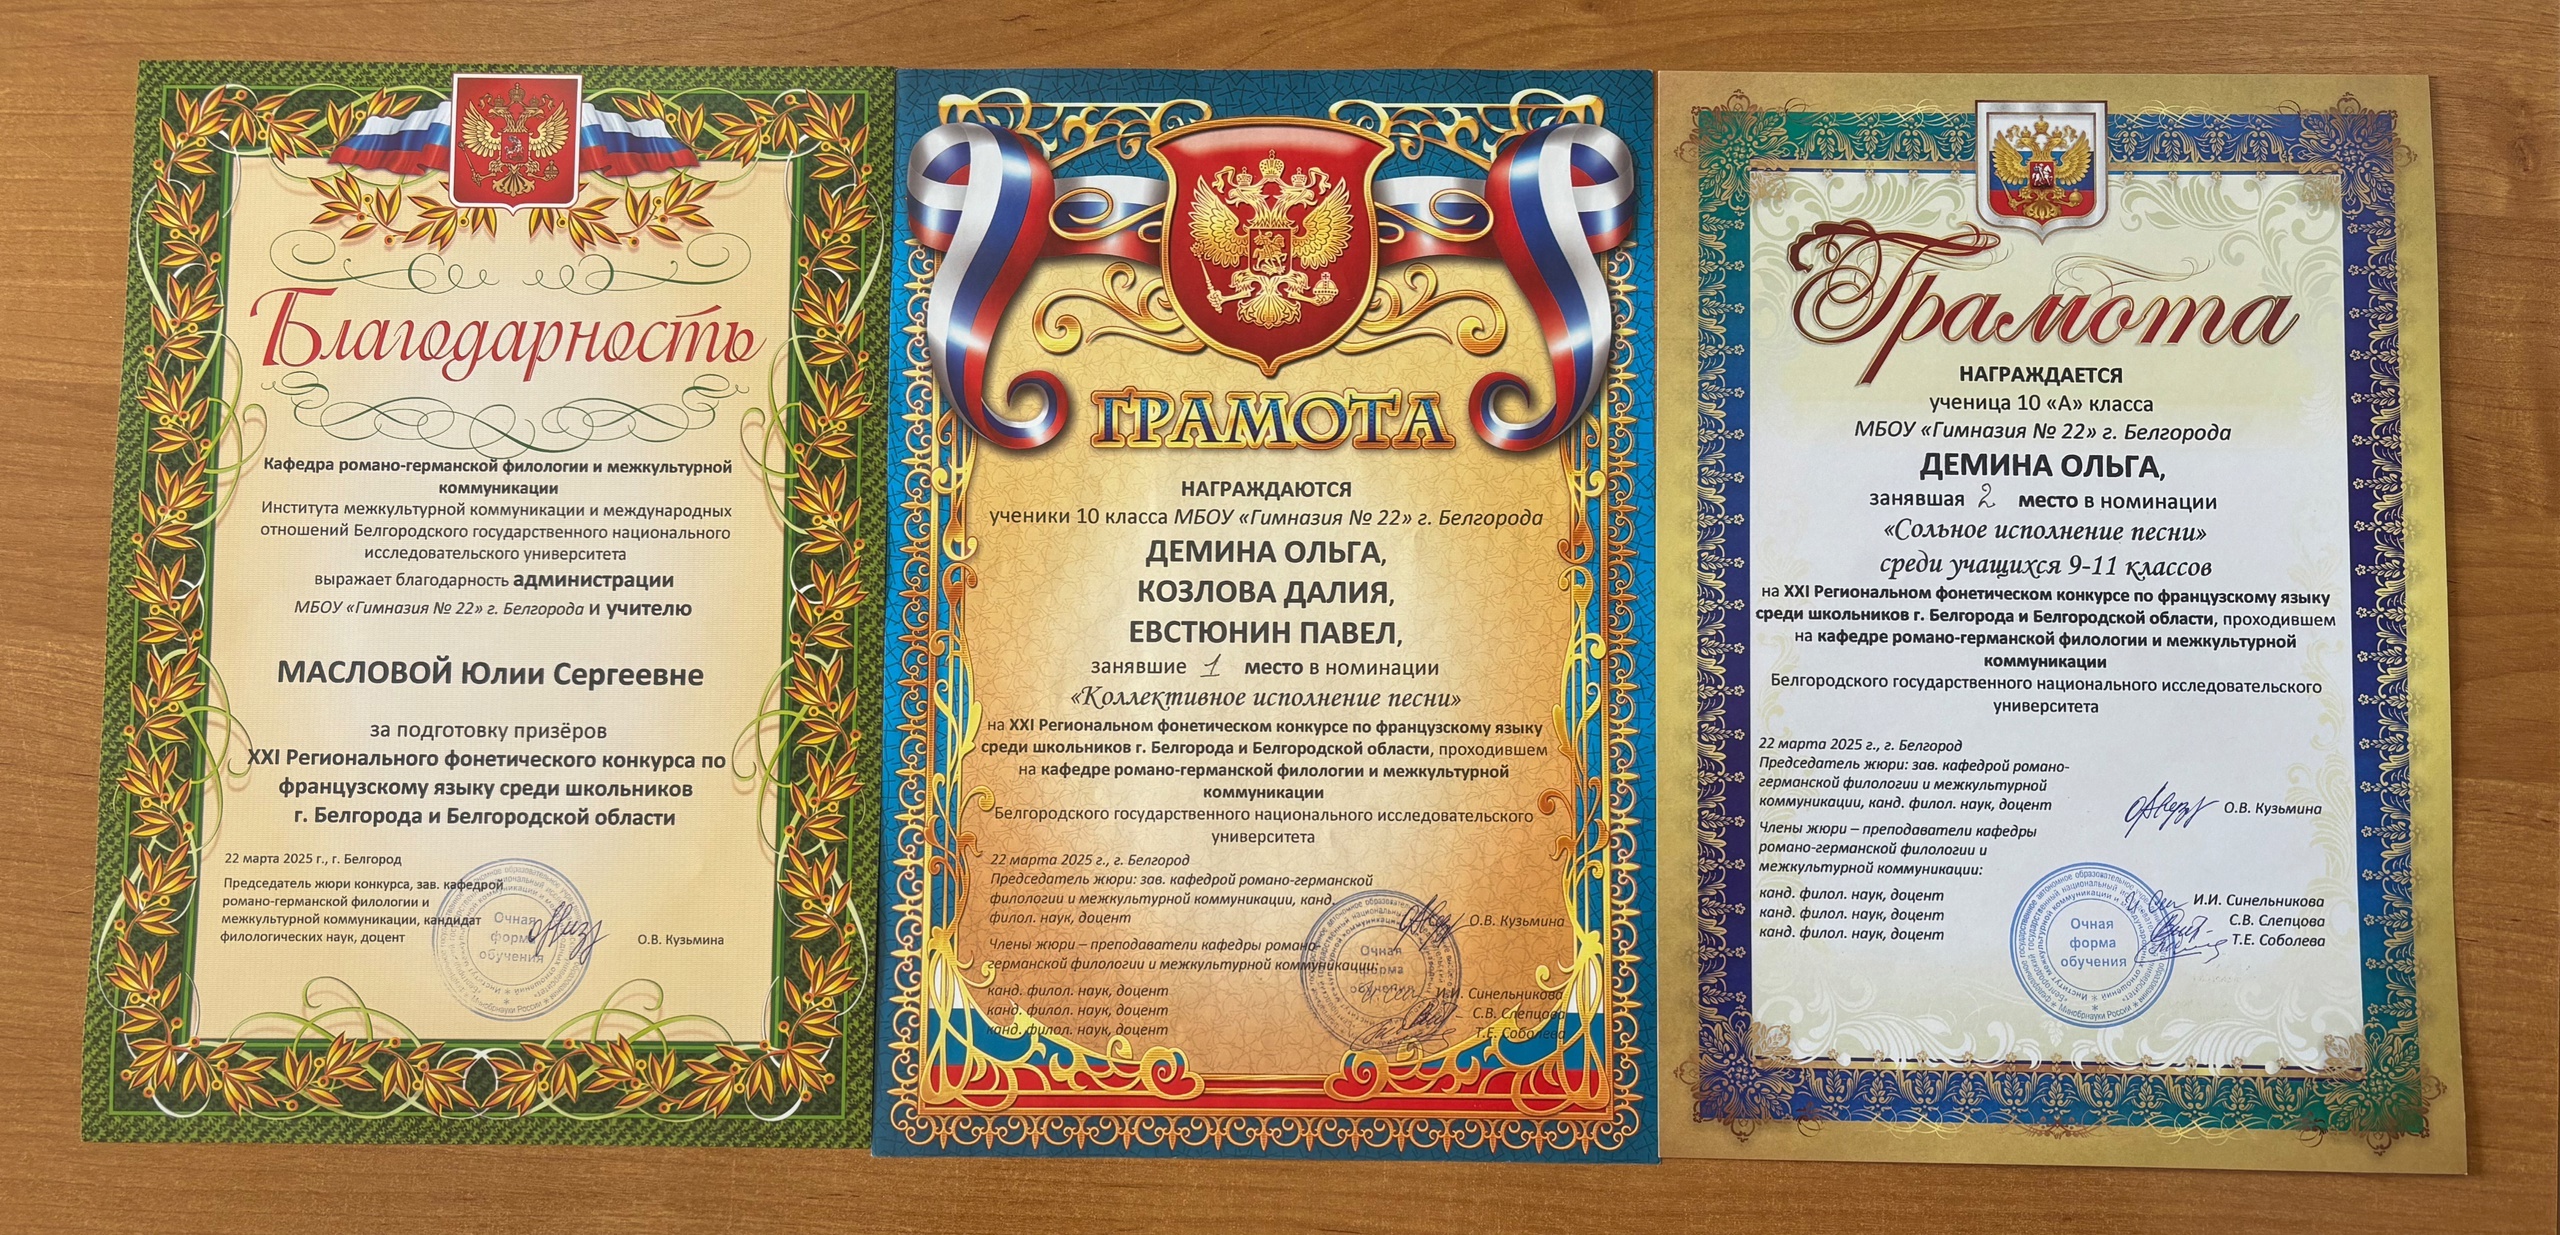 Благодарность
Кафедра романо-германской филологии и межкультурной
коммуникации
Института межкультурной коммуникации и международных
отношений Белгородского государственного национального
исследовательского университета
выражает благодарность администрации
МБОУ «Гимназия № 22» г. Белгорода и учителю
МАСЛОВОЙ Юлии Сергеевне
за подготовку призёров
XXI Регионального фонетического конкурса по
французскому языку среди школьников
г. Белгорода и Белгородской области
22 марта 2025 г., г. Белгород
Председатель жюри конкурса, зав. кафедрой
романо-германской филологии и
межкультурной коммуникации, кандидат
филологических наук, доцент
О.В. Кузьмина
Очная
форма
обучения
ГРАМОТА
НАГРАЖДАЮТСЯ
ученики 10 класса МБОУ «Гимназия № 22» г. Белгорода
ДЕМИНА ОЛЬГА,
КОЗЛОВА ДАЛИЯ,
ЕВСТЮНИН ПАВЕЛ,
занявшие 1 место в номинации
«Коллективное исполнение песни»
на XXI Региональном фонетическом конкурсе по французскому языку
среди школьников г. Белгорода и Белгородской области, проходившем
на кафедре романо-германской филологии и межкультурной
коммуникации
Белгородского государственного национального исследовательского
университета
22 марта 2025 г., г. Белгород
Председатель жюри: зав. кафедрой романо-германской
филологии и межкультурной коммуникации, канд.
филол. наук, доцент
О.В. Кузьмина
Члены жюри – преподаватели кафедры романо-
германской филологии и межкультурной коммуникации:
канд. филол. наук, доцент И.И. Синельникова
канд. филол. наук, доцент С.В. Слепцова
канд. филол. наук, доцент Т.Е. Соболева
Очная
форма
обучения
Грамота
НАГРАЖДАЕТСЯ
ученица 10 «А» класса
МБОУ «Гимназия № 22» г. Белгорода
ДЕМИНА ОЛЬГА,
занявшая 2 место в номинации
«Сольное исполнение песни»
среди учащихся 9-11 классов
на XXI Региональном фонетическом конкурсе по французскому языку
среди школьников г. Белгорода и Белгородской области, проходившем
на кафедре романо-германской филологии и межкультурной
коммуникации
Белгородского государственного национального исследовательского
университета
22 марта 2025 г., г. Белгород
Председатель жюри: зав. кафедрой романо-
германской филологии и межкультурной
коммуникации, канд. филол. наук, доцент
О.В. Кузьмина
Члены жюри – преподаватели кафедры
романо-германской филологии и
межкультурной коммуникации:
канд. филол. наук, доцент И.И. Синельникова
канд. филол. наук, доцент С.В. Слепцова
канд. филол. наук, доцент Т.Е. Соболева
Очная
форма
обучения